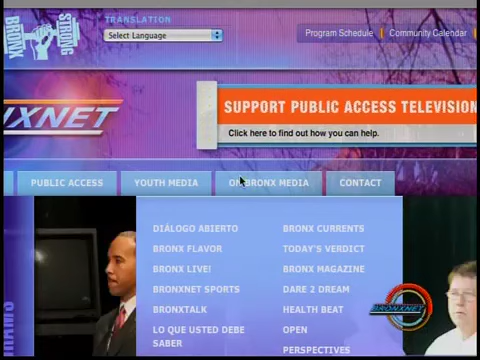 BRONX
STRONG
TRANSLATION
Select Language
Program Schedule
Community Calendar
NXNET
SUPPORT PUBLIC ACCESS TELEVISION
Click here to find out how you can help.
PUBLIC ACCESS
YOUTH MEDIA
ON BRONX MEDIA
CONTACT
DIÁLOGO ABIERTO
BRONX CURRENTS
BRONX FLAVOR
TODAY'S VERDICT
BRONX LIVE!
BRONX MAGAZINE
BRONXNET SPORTS
DARE 2 DREAM
BRONXTALK
HEALTH BEAT
LO QUE USTED DEBE
SABER
OPEN
PERSPECTIVES
BRONXNET